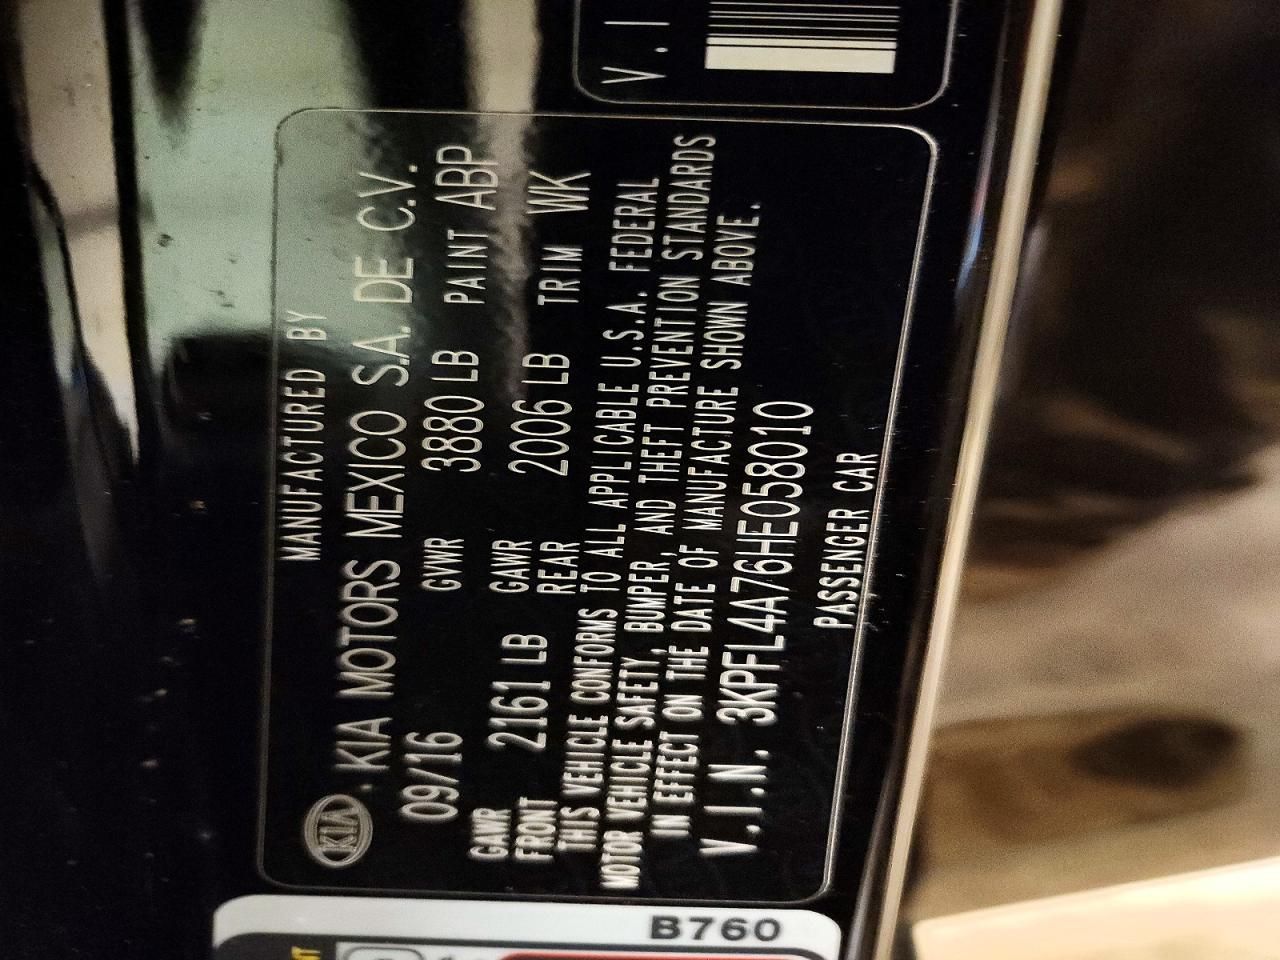 MANUFACTURED BY
KIA
KIA MOTORS MEXICO S.A. DE C.V.
09/16 GVWR 3880 LB PAINT ABP
GAWR FRONT 2161 LB GAWR REAR 2006 LB TRIM WK
THIS VEHICLE CONFORMS TO ALL APPLICABLE U.S.A. FEDERAL
MOTOR VEHICLE SAFETY, BUMPER, AND THEFT PREVENTION STANDARDS
IN EFFECT ON THE DATE OF MANUFACTURE SHOWN ABOVE.
V.I.N. 3KPFL4A76HE058010
PASSENGER CAR
V.I
B760